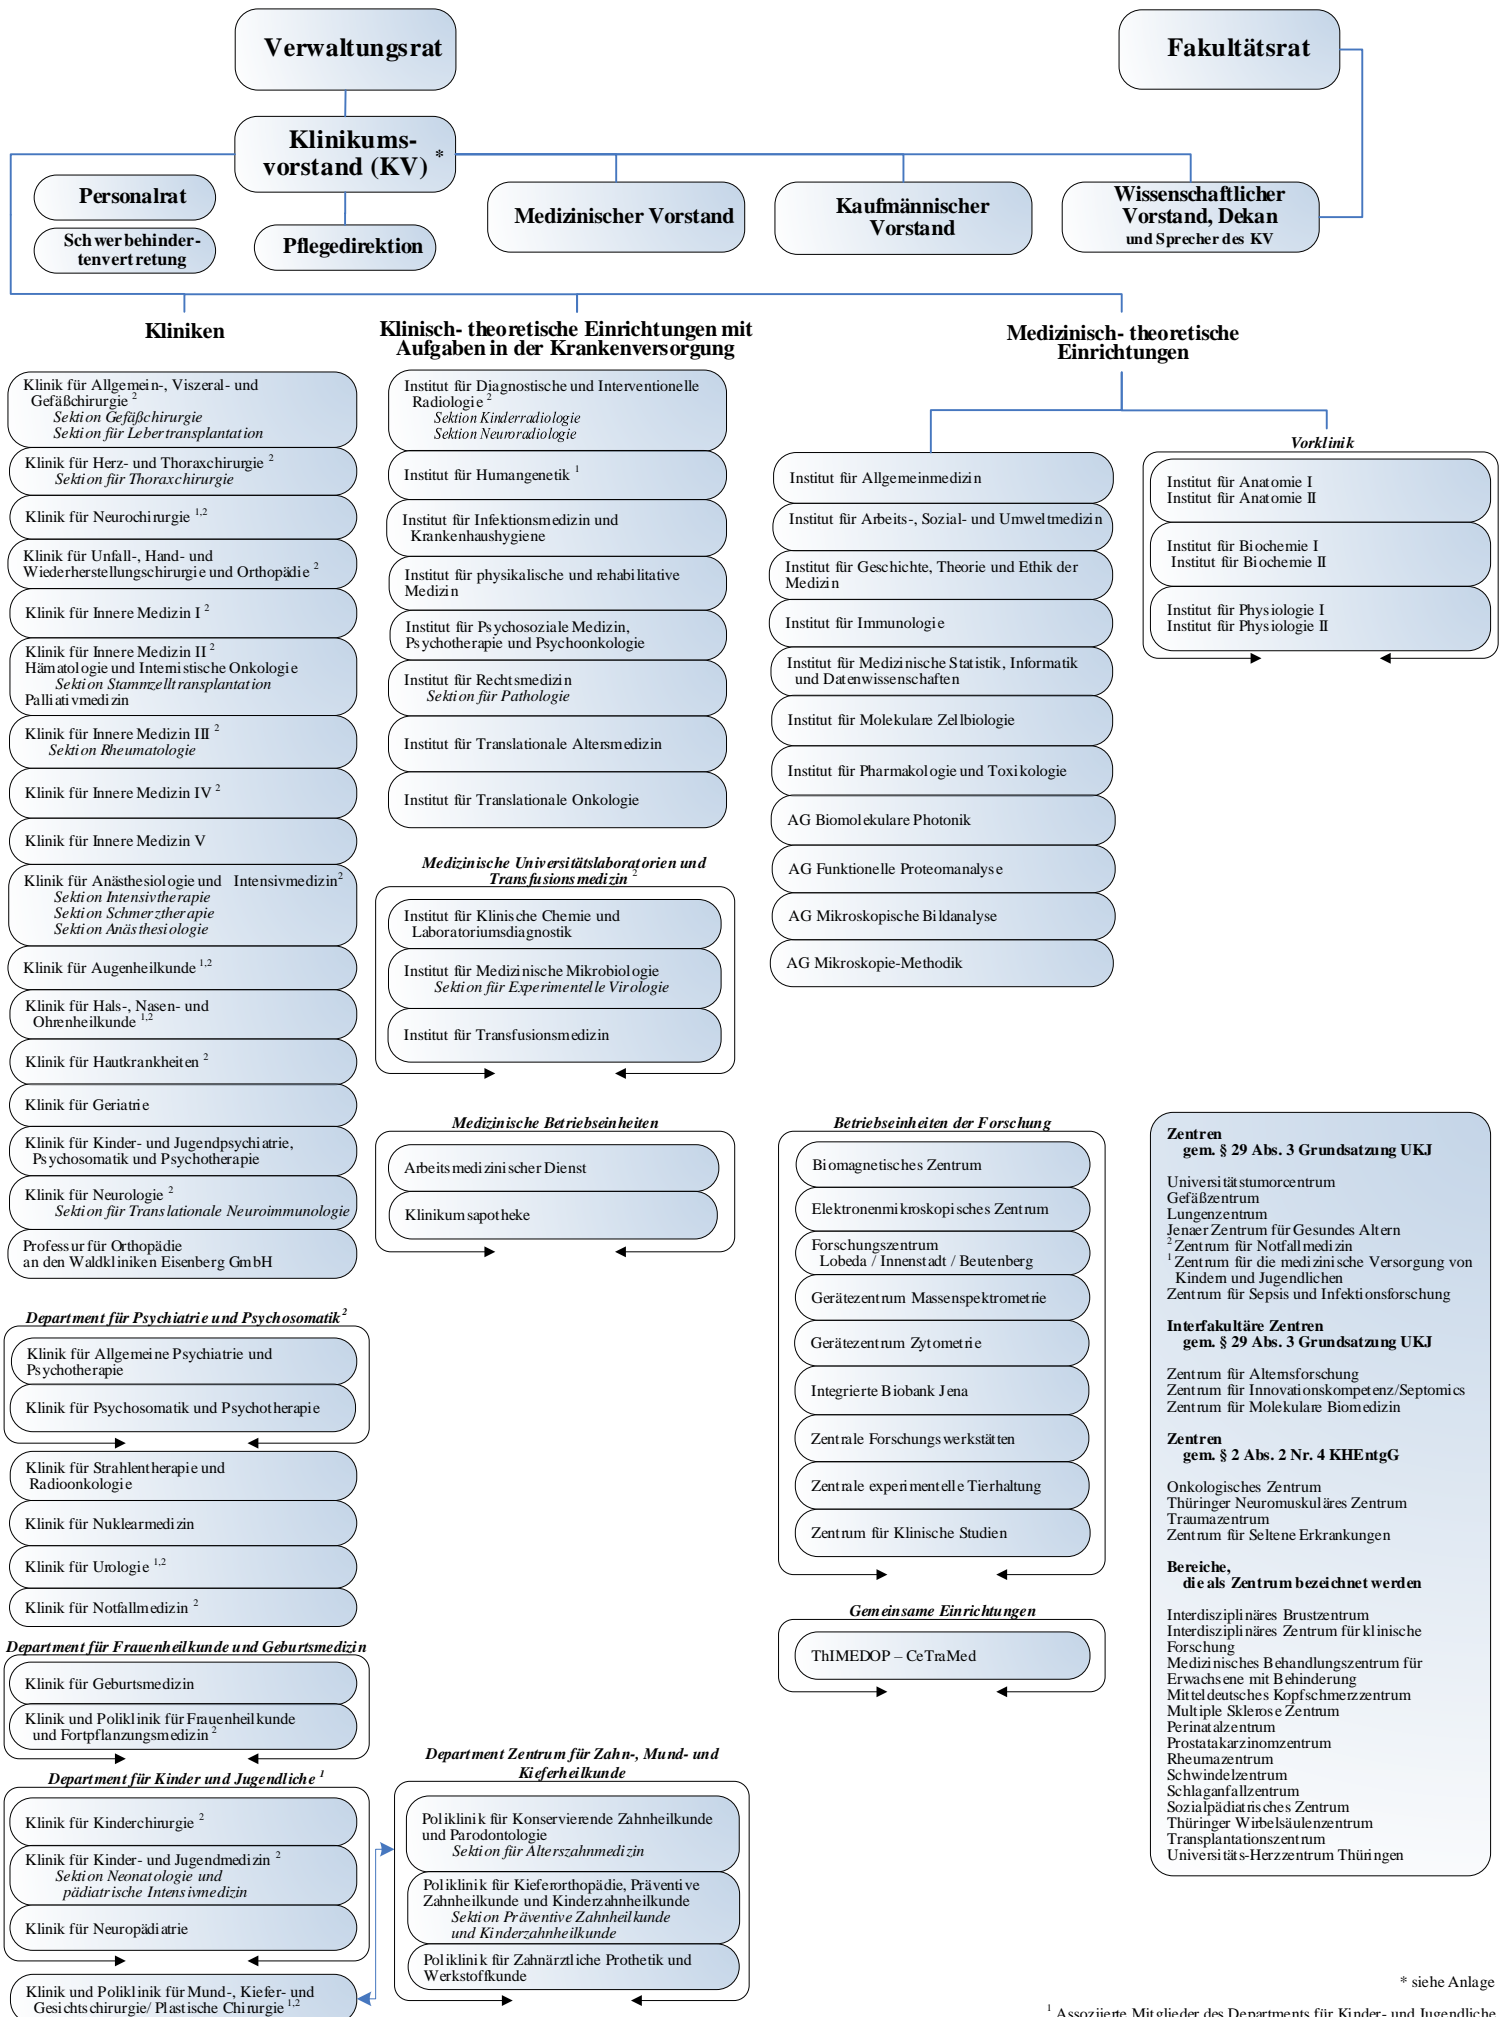 Verwaltungsrat
Fakultätsrat
Klinikums-
vorstand (KV) *
Personalrat
Schwerbehinder-
tenvertretung
Pflegedirektion
Medizinischer Vorstand
Kaufmännischer
Vorstand
Wissenschaftlicher
Vorstand, Dekan
und Sprecher des KV
Kliniken
Klinik für Allgemein-, Viszeral- und
Gefäßchirurgie 2
Sektion Gefäßchirurgie
Sektion für Lebertransplantation
Klinik für Herz- und Thoraxchirurgie 2
Sektion für Thoraxchirurgie
Klinik für Neurochirurgie 1,2
Klinik für Unfall-, Hand- und
Wiederherstellungschirurgie und Orthopädie 2
Klinik für Innere Medizin I 2
Klinik für Innere Medizin II 2
Hämatologie und Internistische Onkologie
Sektion Stammzelltransplantation
Palliativmedizin
Klinik für Innere Medizin III 2
Sektion Rheumatologie
Klinik für Innere Medizin IV 2
Klinik für Innere Medizin V
Klinik für Anästhesiologie und Intensivmedizin 2
Sektion Intensivtherapie
Sektion Schmerztherapie
Sektion Anästhesiologie
Klinik für Augenheilkunde 1,2
Klinik für Hals-, Nasen- und
Ohrenheilkunde 1,2
Klinik für Hautkrankheiten 2
Klinik für Geriatrie
Klinik für Kinder- und Jugendpsychiatrie,
Psychosomatik und Psychotherapie
Klinik für Neurologie 2
Sektion für Translationale Neuroimmunologie
Professur für Orthopädie
an den Waldkliniken Eisenberg GmbH
Department für Psychiatrie und Psychosomatik 2
Klinik für Allgemeine Psychiatrie und
Psychotherapie
Klinik für Psychosomatik und Psychotherapie
Klinik für Strahlentherapie und
Radioonkologie
Klinik für Nuklearmedizin
Klinik für Urologie 1,2
Klinik für Notfallmedizin 2
Department für Frauenheilkunde und Geburtsmedizin
Klinik für Geburtsmedizin
Klinik und Poliklinik für Frauenheilkunde
und Fortpflanzungsmedizin 2
Department für Kinder und Jugendliche 1
Klinik für Kinderchirurgie 2
Klinik für Kinder- und Jugendmedizin 2
Sektion Neonatologie und
pädiatrische Intensivmedizin
Klinik für Neuropädiatrie
Klinik und Poliklinik für Mund-, Kiefer- und
Gesichtschirurgie/ Plastische Chirurgie 1,2
Klinisch- theoretische Einrichtungen mit
Aufgaben in der Krankenversorgung
Institut für Diagnostische und Interventionelle
Radiologie 2
Sektion Kinderradiologie
Sektion Neuroradiologie
Institut für Humangenetik 1
Institut für Infektionsmedizin und
Krankenhaushygiene
Institut für physikalische und rehabilitative
Medizin
Institut für Psychosoziale Medizin,
Psychotherapie und Psychoonkologie
Institut für Rechtsmedizin
Sektion für Pathologie
Institut für Translationale Altersmedizin
Institut für Translationale Onkologie
Medizinische Universitätslaboratorien und
Transfusionsmedizin 2
Institut für Klinische Chemie und
Laboratoriumsdiagnostik
Institut für Medizinische Mikrobiologie
Sektion für Experimentelle Virologie
Institut für Transfusionsmedizin
Medizinische Betriebseinheiten
Arbeitsmedizinischer Dienst
Klinikumsapotheke
Department Zentrum für Zahn-, Mund- und
Kieferheilkunde
Poliklinik für Konservierende Zahnheilkunde
und Parodontologie
Sektion für Alterszahnmedizin
Poliklinik für Kieferorthopädie, Präventive
Zahnheilkunde und Kinderzahnheilkunde
Sektion Präventive Zahnheilkunde
und Kinderzahnheilkunde
Poliklinik für Zahnärztliche Prothetik und
Werkstoffkunde
Medizinisch- theoretische
Einrichtungen
Institut für Allgemeinmedizin
Institut für Arbeits-, Sozial- und Umweltmedizin
Institut für Geschichte, Theorie und Ethik der
Medizin
Institut für Immunologie
Institut für Medizinische Statistik, Informatik
und Datenwissenschaften
Institut für Molekulare Zellbiologie
Institut für Pharmakologie und Toxikologie
AG Biomolekulare Photonik
AG Funktionelle Proteomanalyse
AG Mikroskopische Bildanalyse
AG Mikroskopie-Methodik
Vorklinik
Institut für Anatomie I
Institut für Anatomie II
Institut für Biochemie I
Institut für Biochemie II
Institut für Physiologie I
Institut für Physiologie II
Betriebseinheiten der Forschung
Biomagnetisches Zentrum
Elektronenmikroskopisches Zentrum
Forschungszentrum
Lobeda / Innenstadt / Beutenberg
Gerätezentrum Massenspektrometrie
Gerätezentrum Zytometrie
Integrierte Biobank Jena
Zentrale Forschungswerkstätten
Zentrale experimentelle Tierhaltung
Zentrum für Klinische Studien
Gemeinsame Einrichtungen
ThIMEDOP – CeTraMed
Zentren
gem. § 29 Abs. 3 Grundsatzung UKJ
Universitätstumorcentrum
Gefäßzentrum
Lungenzentrum
Jenaer Zentrum für Gesundes Altern
2 Zentrum für Notfallmedizin
1 Zentrum für die medizinische Versorgung von
Kindern und Jugendlichen
Zentrum für Sepsis und Infektionsforschung
Interfakultäre Zentren
gem. § 29 Abs. 3 Grundsatzung UKJ
Zentrum für Alternsforschung
Zentrum für Innovationskompetenz/Septomics
Zentrum für Molekulare Biomedizin
Zentren
gem. § 2 Abs. 2 Nr. 4 KHEntgG
Onkologisches Zentrum
Thüringer Neuromuskuläres Zentrum
Traumazentrum
Zentrum für Seltene Erkrankungen
Bereiche,
die als Zentrum bezeichnet werden
Interdisziplinäres Brustzentrum
Interdisziplinäres Zentrum für klinische
Forschung
Medizinisches Behandlungszentrum für
Erwachsene mit Behinderung
Mitteldeutsches Kopfschmerzzentrum
Multiple Sklerose Zentrum
Perinatalzentrum
Prostatakarzinomzentrum
Rheumazentrum
Schwindelzentrum
Schlaganfallzentrum
Sozialpädiatrisches Zentrum
Thüringer Wirbelsäulenzentrum
Transplantationszentrum
Universitäts-Herzzentrum Thüringen
* siehe Anlage
1 Assoziierte Mitglieder des Departments für Kinder- und Jugendliche